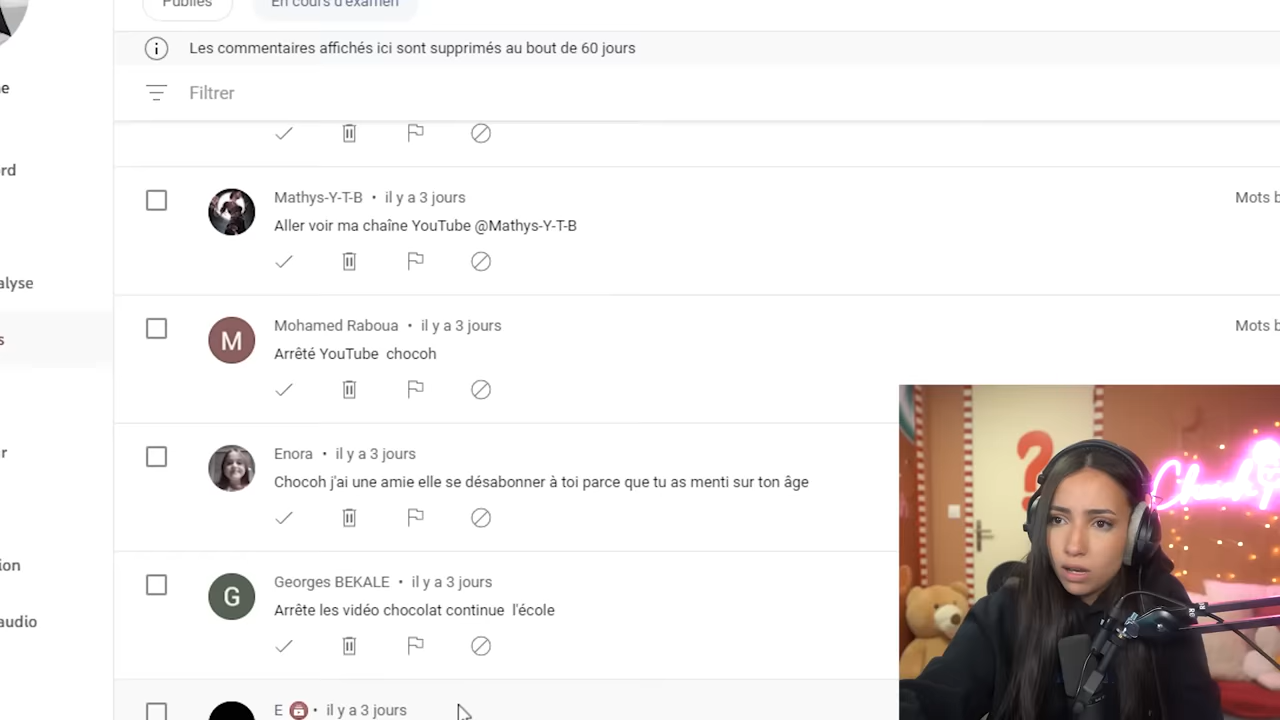 Publiés
En cours d'examen
Les commentaires affichés ici sont supprimés au bout de 60 jours
Filtrer
Mathys-Y-T-B • il y a 3 jours
Mots b
Aller voir ma chaîne YouTube @Mathys-Y-T-B
alyse
Mohamed Raboua • il y a 3 jours
Mots b
M
Arrêté YouTube chocoh
Enora • il y a 3 jours
Chocoh j'ai une amie elle se désabonner à toi parce que tu as menti sur ton âge
Georges BEKALE • il y a 3 jours
G
Arrête les vidéo chocolat continue l'école
audio
E • il y a 3 jours
?